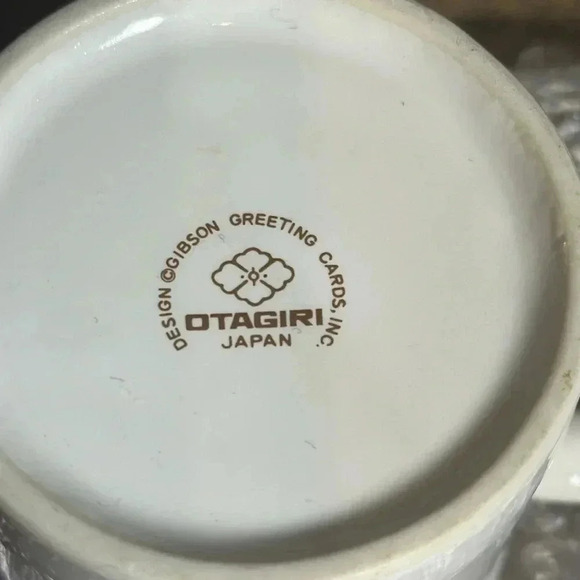 DESIGN ©GIBSON GREETING CARDS, INC.
OTAGIRI
JAPAN